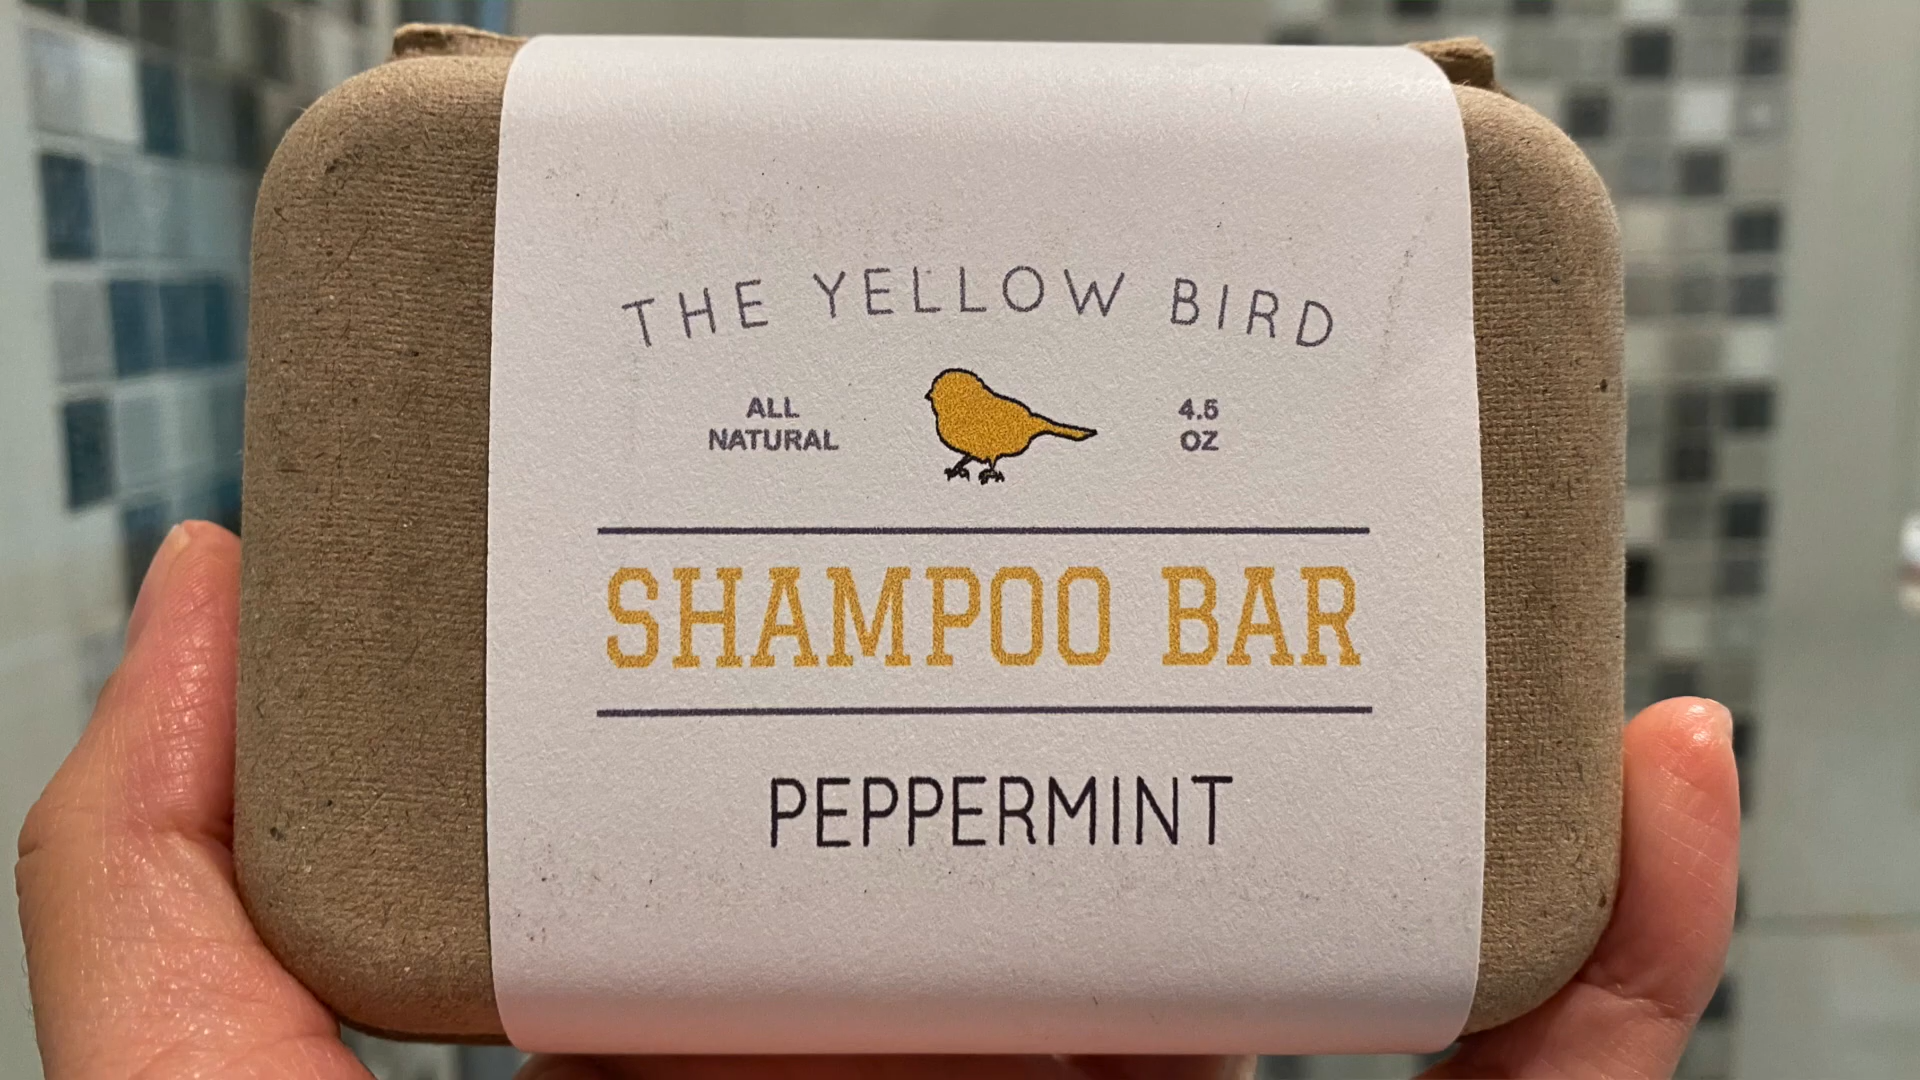 THE YELLOW BIRD
ALL
NATURAL
4.5
OZ
SHAMPOO BAR
PEPPERMINT